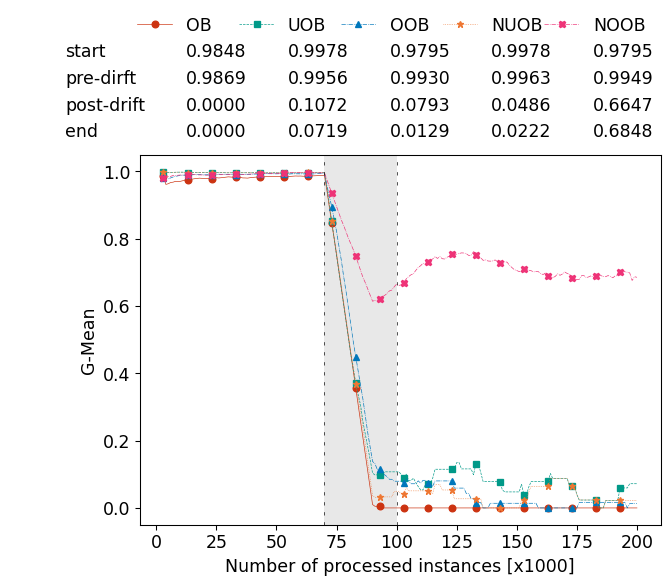 OB UOB OOB NUOB NOOB
start 0.9848 0.9978 0.9795 0.9978 0.9795
pre-dirft 0.9869 0.9956 0.9930 0.9963 0.9949
post-drift 0.0000 0.1072 0.0793 0.0486 0.6647
end 0.0000 0.0719 0.0129 0.0222 0.6848
1.0
0.8
0.6
0.4
0.2
0.0
G-Mean
0 25 50 75 100 125 150 175 200
Number of processed instances [x1000]